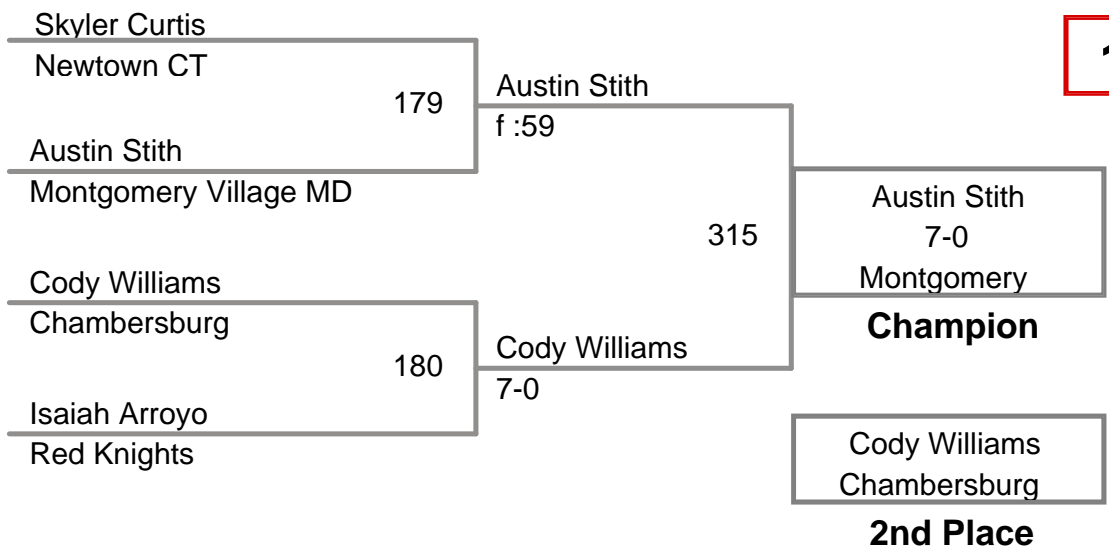 Skyler Curtis
Newtown CT
179
Austin Stith
f :59
Austin Stith
Montgomery Village MD
315
Austin Stith
7-0
Montgomery
Champion
Cody Williams
Chambersburg
180
Cody Williams
7-0
Isaiah Arroyo
Red Knights
Cody Williams
Chambersburg
2nd Place